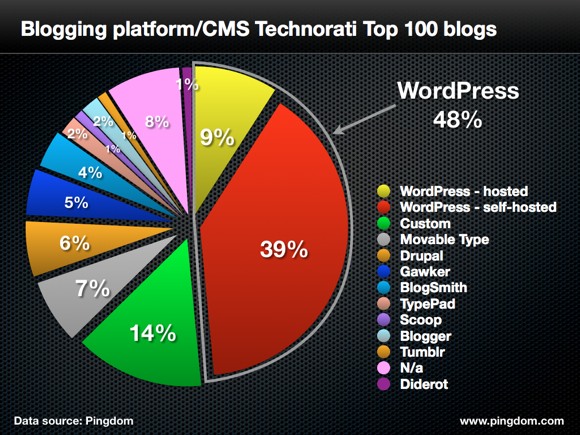 Blogging platform/CMS Technorati Top 100 blogs
WordPress
48%
1%
9%
39%
14%
7%
6%
5%
4%
2%
1%
2%
1%
8%
WordPress - hosted
WordPress - self-hosted
Custom
Movable Type
Drupal
Gawker
BlogSmith
TypePad
Scoop
Blogger
Tumblr
N/a
Diderot
Data source: Pingdom
www.pingdom.com